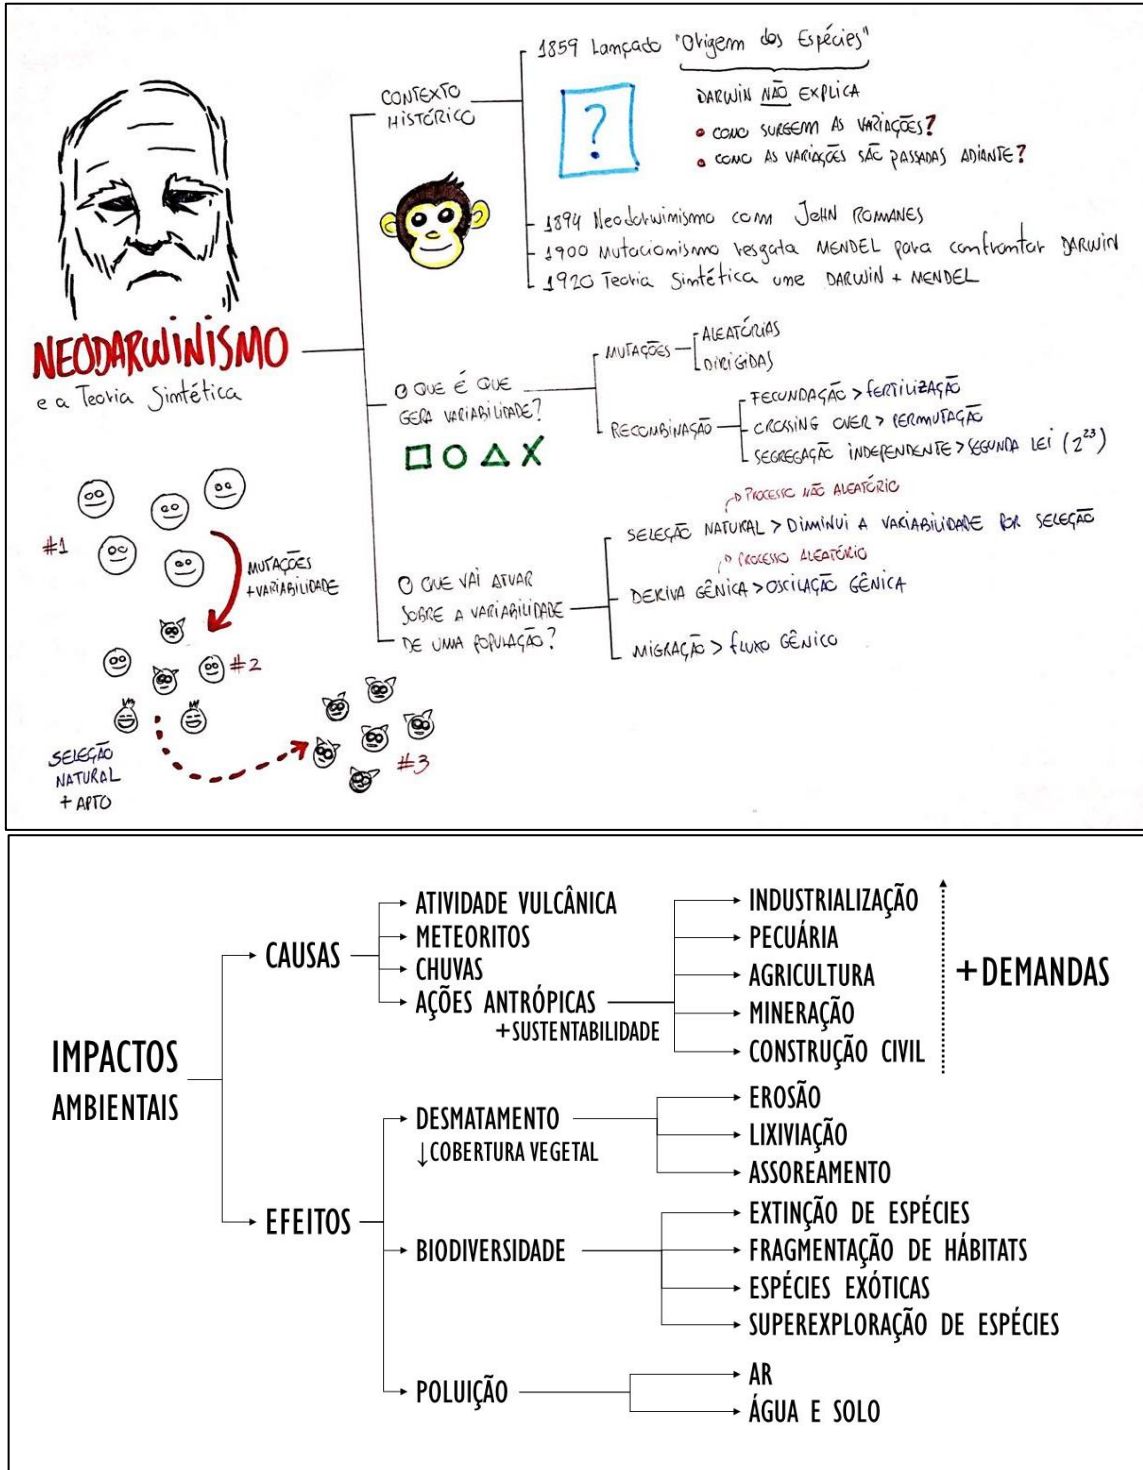 CONTEXTO
HISTÓRICO
1859 Lançado "Origem das Espécies"
DARWIN NÃO EXPLICA
• COMO SURGEM AS VARIAÇÕES?
• COMO AS VARIAÇÕES SÃO PASSADAS ADIANTE?
?
1894 Neodarwinismo com JOHN ROMANES
1900 Mutacionismo resgata MENDEL para confrontar DARWIN
1920 Teoria Sintética une DARWIN + MENDEL
NEODARWINISMO
e a Teoria Sintética
O QUE É QUE
GERA VARIABILIDADE?
MUTAÇÕES
ALEATÓRIAS
DIRIGIDAS
RECOMBINAÇÃO
FECUNDAÇÃO > FERTILIZAÇÃO
CROSSING OVER > PERMUTAÇÃO
SEGREGAÇÃO INDEPENDENTE > SEGUNDA LEI (2²³)
O QUE VAI ATUAR
SOBRE A VARIABILIDADE
DE UMA POPULAÇÃO?
PROCESSO NÃO ALEATÓRIO
SELEÇÃO NATURAL > DIMINUI A VARIABILIDADE POR SELEÇÃO
PROCESSO ALEATÓRIO
DERIVA GÊNICA > OSCILAÇÃO GÊNICA
MIGRAÇÃO > FLUXO GÊNICO
#1
MUTAÇÕES
+VARIABILIDADE
#2
SELEÇÃO
NATURAL
+ APTO
#3
IMPACTOS
AMBIENTAIS
CAUSAS
ATIVIDADE VULCÂNICA
METEORITOS
CHUVAS
AÇÕES ANTRÓPICAS
+SUSTENTABILIDADE
INDUSTRIALIZAÇÃO
PECUÁRIA
AGRICULTURA
MINERAÇÃO
CONSTRUÇÃO CIVIL
+DEMANDAS
EFEITOS
DESMATAMENTO
↓COBERTURA VEGETAL
EROSÃO
LIXIVIAÇÃO
ASSOREAMENTO
BIODIVERSIDADE
EXTINÇÃO DE ESPÉCIES
FRAGMENTAÇÃO DE HÁBITATS
ESPÉCIES EXÓTICAS
SUPEREXPLORAÇÃO DE ESPÉCIES
POLUIÇÃO
AR
ÁGUA E SOLO